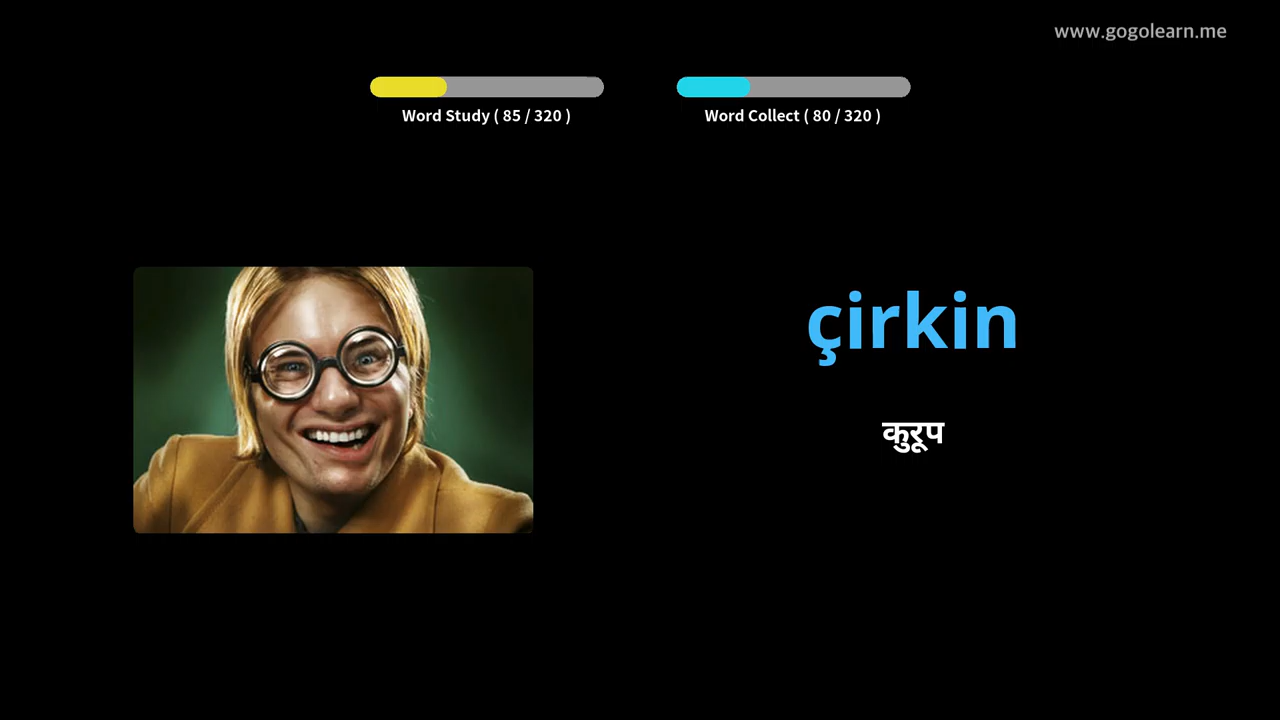 www.gogolearn.me
Word Study ( 85 / 320 )
Word Collect ( 80 / 320 )
çirkin
कुरूप